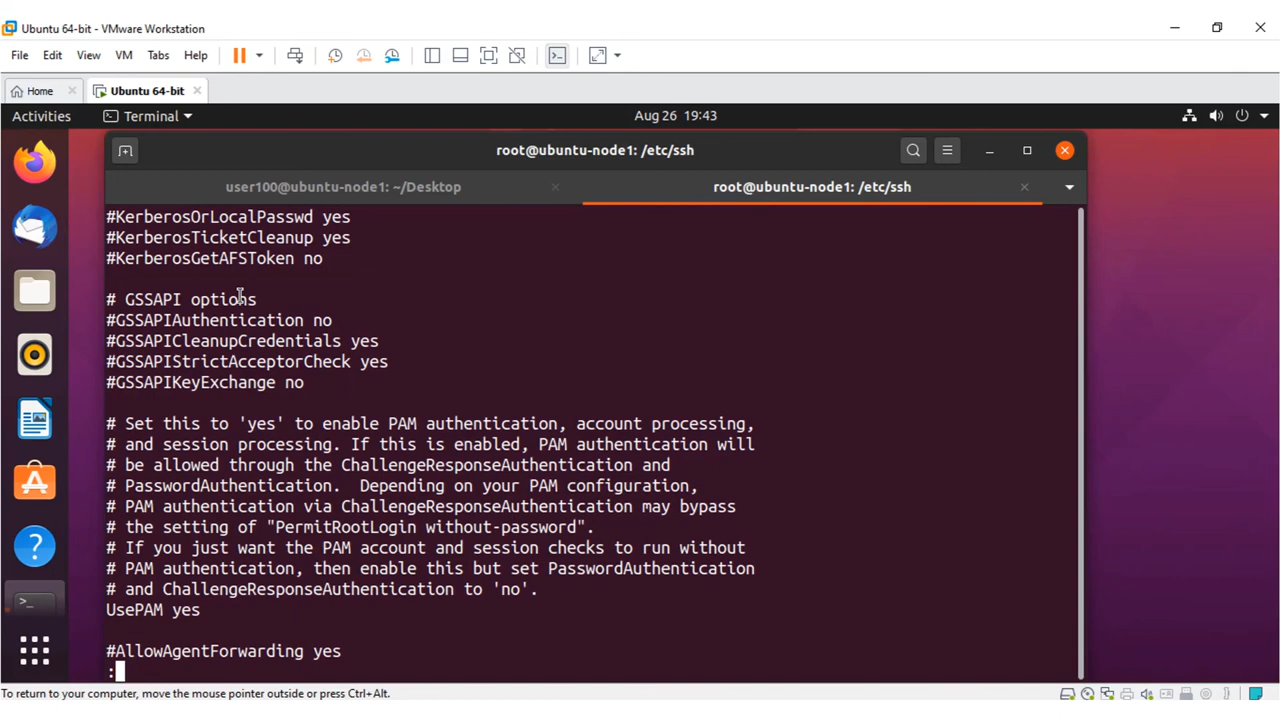 Ubuntu 64-bit - VMware Workstation
File Edit View VM Tabs Help
Home Ubuntu 64-bit
Activities Terminal Aug 26 19:43
root@ubuntu-node1: /etc/ssh
user100@ubuntu-node1: ~/Desktop root@ubuntu-node1: /etc/ssh
#KerberosOrLocalPasswd yes
#KerberosTicketCleanup yes
#KerberosGetAFSToken no
# GSSAPI options
#GSSAPIAuthentication no
#GSSAPICleanupCredentials yes
#GSSAPIStrictAcceptorCheck yes
#GSSAPIKeyExchange no
# Set this to 'yes' to enable PAM authentication, account processing,
# and session processing. If this is enabled, PAM authentication will
# be allowed through the ChallengeResponseAuthentication and
# PasswordAuthentication.  Depending on your PAM configuration,
# PAM authentication via ChallengeResponseAuthentication may bypass
# the setting of "PermitRootLogin without-password".
# If you just want the PAM account and session checks to run without
# PAM authentication, then enable this but set PasswordAuthentication
# and ChallengeResponseAuthentication to 'no'.
UsePAM yes
#AllowAgentForwarding yes
:
To return to your computer, move the mouse pointer outside or press Ctrl+Alt.